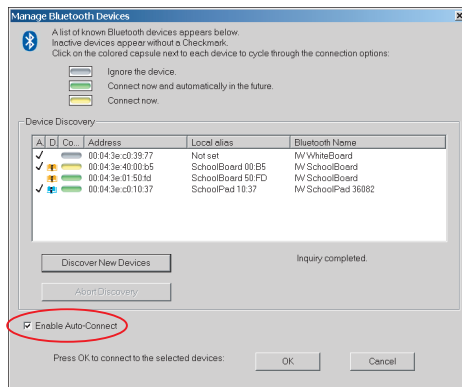 Manage Bluetooth Devices
A list of known Bluetooth devices appears below.
Inactive devices appear without a Checkmark.
Click on the colored capsule next to each device to cycle through the connection options:
Ignore the device.
Connect now and automatically in the future.
Connect now.
Device Discovery
A D Co... Address Local alias Bluetooth Name
00:04:3e:c0:39:77 Not set IW WhiteBoard
00:04:3e:40:00:b5 SchoolBoard 00:B5 IW SchoolBoard
00:04:3e:01:50:fd SchoolBoard 50:FD IW SchoolBoard
00:04:3e:c0:10:37 SchoolPad 10:37 IW SchoolPad 36082
Discover New Devices Inquiry completed.
Abort Discovery
Enable Auto-Connect
Press OK to connect to the selected devices: OK Cancel